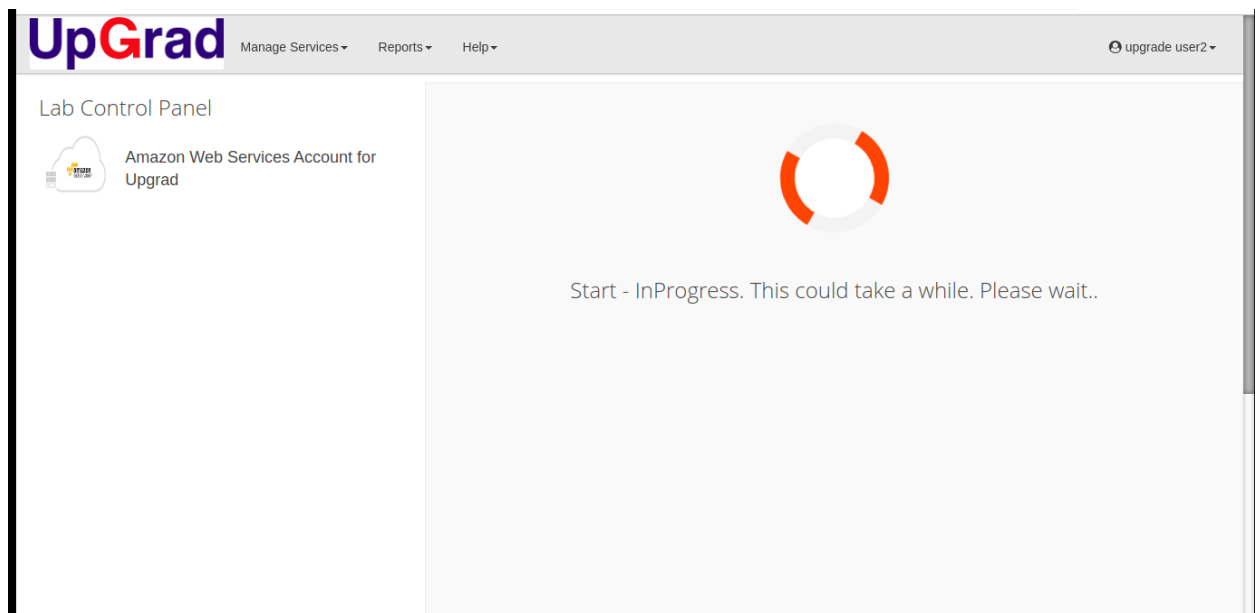 UpGrad
Manage Services
Reports
Help
upgrade user2
Lab Control Panel
amazon
Amazon Web Services Account for
Upgrad
Start - InProgress. This could take a while. Please wait..